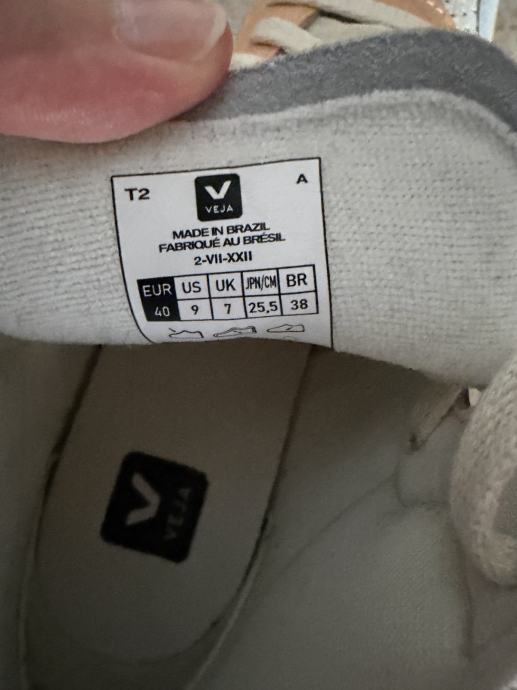 T2 V A
VEJA
MADE IN BRAZIL
FABRIQUÉ AU BRÉSIL
2-VII-XXII
EUR US UK JPN/CM BR
40 9 7 25,5 38
V
VEJA